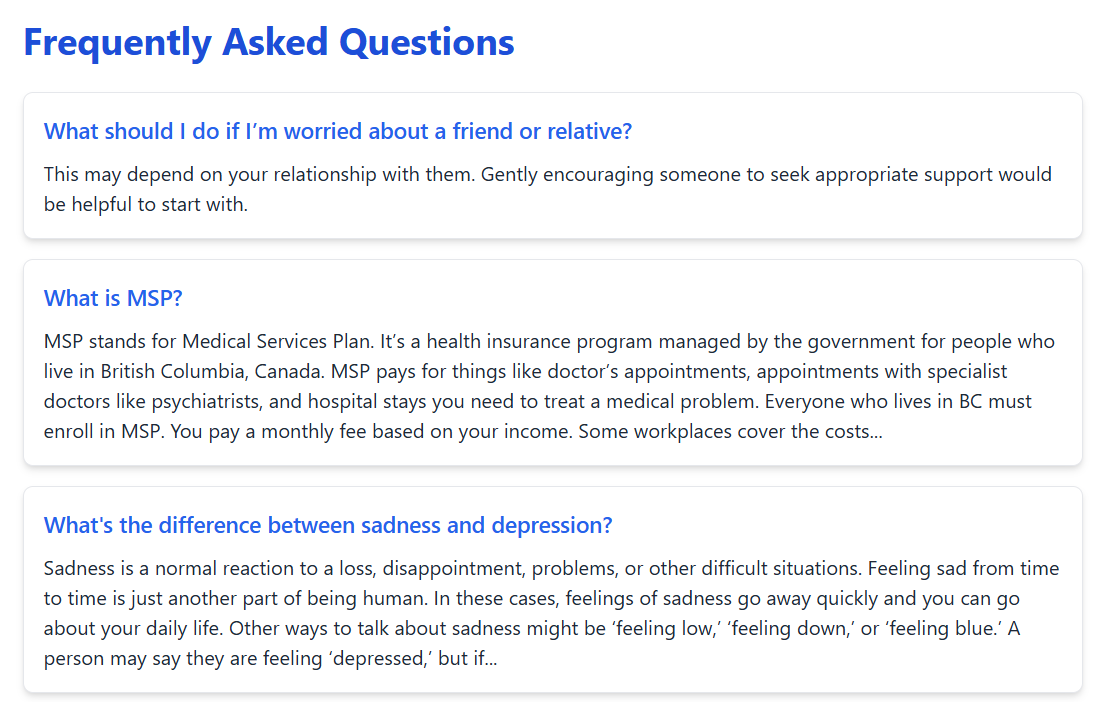 Frequently Asked Questions
What should I do if I’m worried about a friend or relative?
This may depend on your relationship with them. Gently encouraging someone to seek appropriate support would
be helpful to start with.
What is MSP?
MSP stands for Medical Services Plan. It’s a health insurance program managed by the government for people who
live in British Columbia, Canada. MSP pays for things like doctor’s appointments, appointments with specialist
doctors like psychiatrists, and hospital stays you need to treat a medical problem. Everyone who lives in BC must
enroll in MSP. You pay a monthly fee based on your income. Some workplaces cover the costs...
What's the difference between sadness and depression?
Sadness is a normal reaction to a loss, disappointment, problems, or other difficult situations. Feeling sad from time
to time is just another part of being human. In these cases, feelings of sadness go away quickly and you can go
about your daily life. Other ways to talk about sadness might be ‘feeling low,’ ‘feeling down,’ or ‘feeling blue.’ A
person may say they are feeling ‘depressed,’ but if...